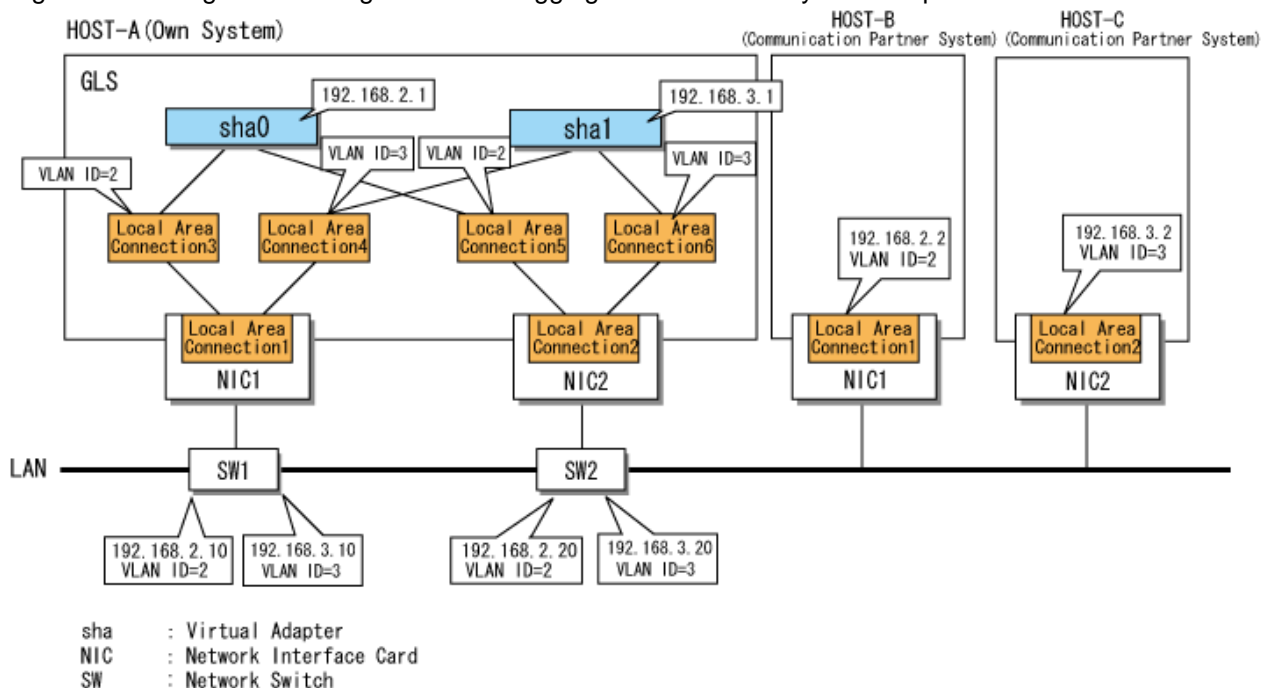 HOST-A(Own System)
HOST-B
(Communication Partner System)
HOST-C
(Communication Partner System)
GLS
192.168.2.1
192.168.3.1
sha0
sha1
VLAN ID=2
VLAN ID=3
VLAN ID=2
VLAN ID=3
Local Area
Connection3
Local Area
Connection4
Local Area
Connection5
Local Area
Connection6
192.168.2.2
VLAN ID=2
192.168.3.2
VLAN ID=3
Local Area
Connection1
NIC1
Local Area
Connection2
NIC2
Local Area
Connection1
NIC1
Local Area
Connection2
NIC2
LAN
SW1
SW2
192.168.2.10
VLAN ID=2
192.168.3.10
VLAN ID=3
192.168.2.20
VLAN ID=2
192.168.3.20
VLAN ID=3
sha : Virtual Adapter
NIC : Network Interface Card
SW : Network Switch